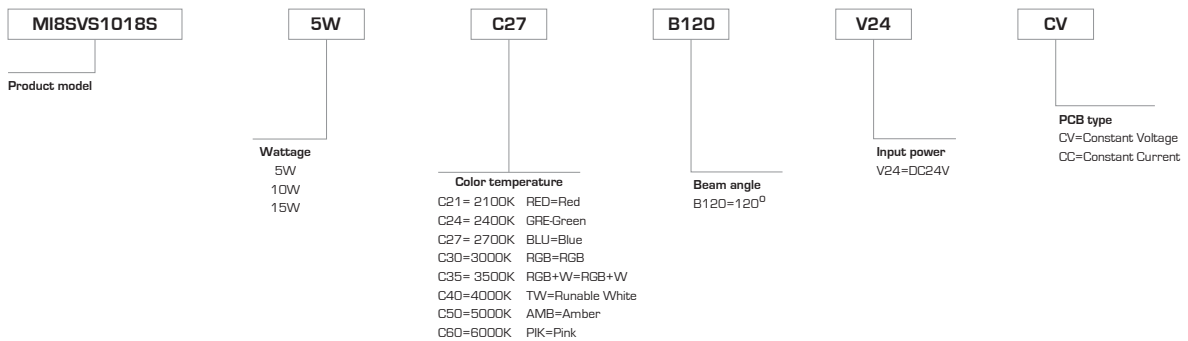 MI8SVS1018S 5W C27 B120 V24 CV
Product model
Wattage
5W
10W
15W
Color temperature
C21= 2100K RED=Red
C24= 2400K GRE-Green
C27= 2700K BLU=Blue
C30=3000K RGB=RGB
C35= 3500K RGB+W=RGB+W
C40=4000K TW=Runable White
C50=5000K AMB=Amber
C60=6000K PIK=Pink
Beam angle
B120=120⁰
Input power
V24=DC24V
PCB type
CV=Constant Voltage
CC=Constant Current